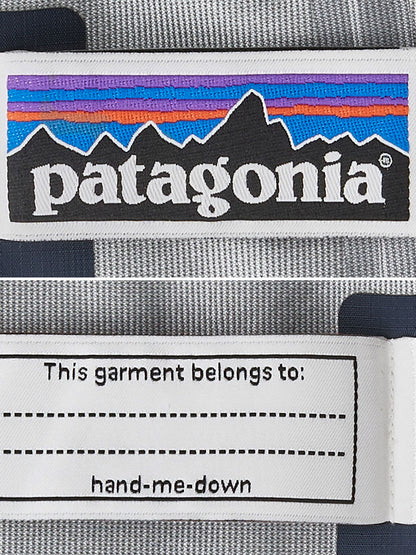 patagonia®
This garment belongs to:
hand-me-down